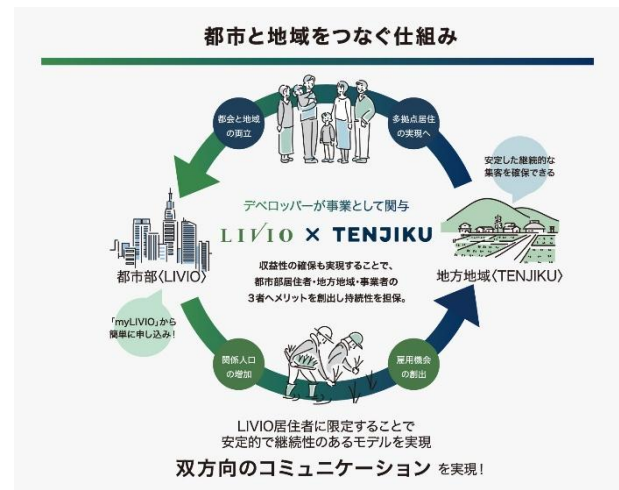 都市と地域をつなぐ仕組み
都会と地域
の両立
多拠点居住
の実現へ
安定した継続的な
集客を確保できる
デベロッパーが事業として関与
LIVIO × TENJIKU
都市部〈LIVIO〉
収益性の確保も実現することで、
都市部居住者・地方地域・事業者の
3者へメリットを創出し持続性を担保。
地方地域〈TENJIKU〉
「myLIVIO」から
簡単に申し込み!
関係人口
の増加
雇用機会
の創出
LIVIO居住者に限定することで
安定的で継続性のあるモデルを実現
双方向のコミュニケーション を実現!